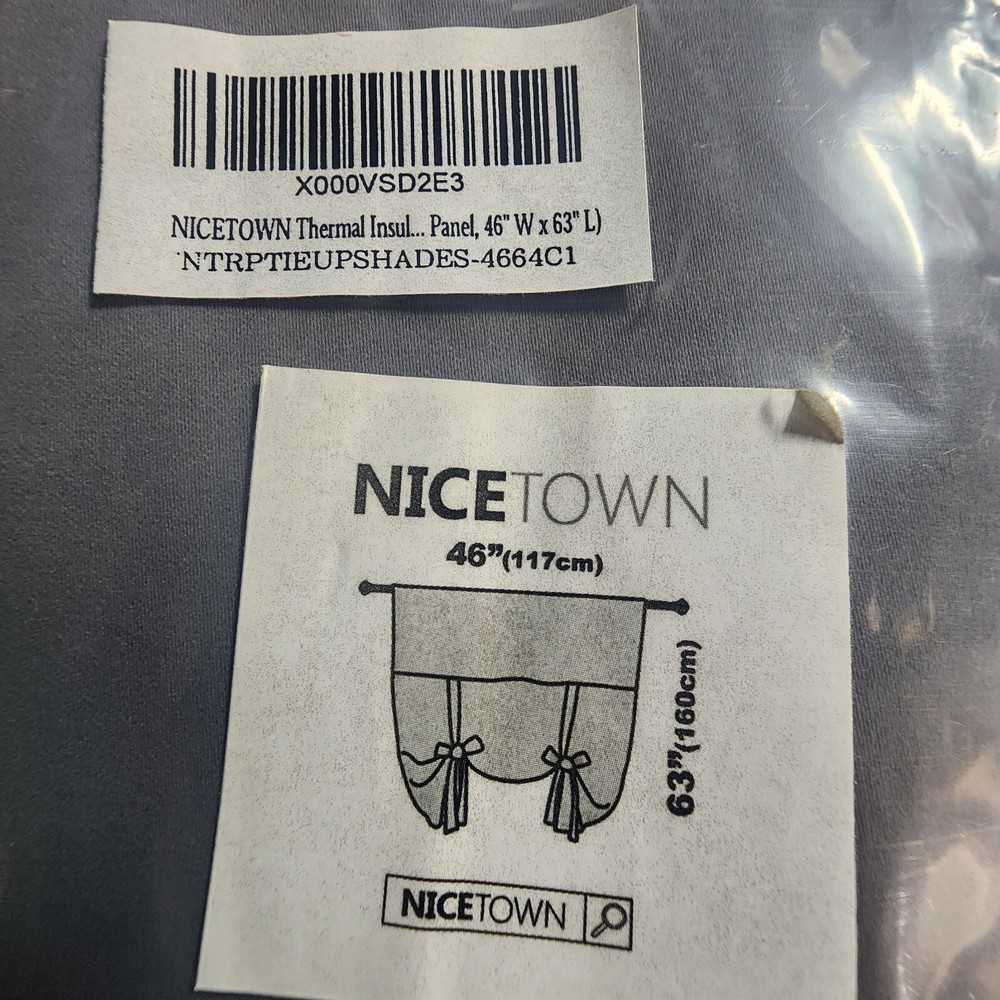 X000VSD2E3
NICETOWN Thermal Insul... Panel, 46" W x 63" L)
NTRPTIEUPSHADES-4664C1
NICETOWN
46”(117cm)
63”(160cm)
NICETOWN